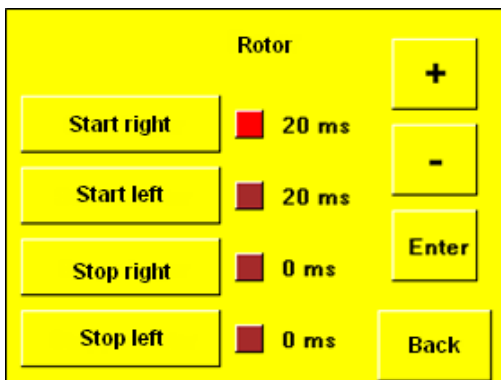 Rotor
+
Start right 20 ms
-
Start left 20 ms
Enter
Stop right 0 ms
Stop left 0 ms
Back